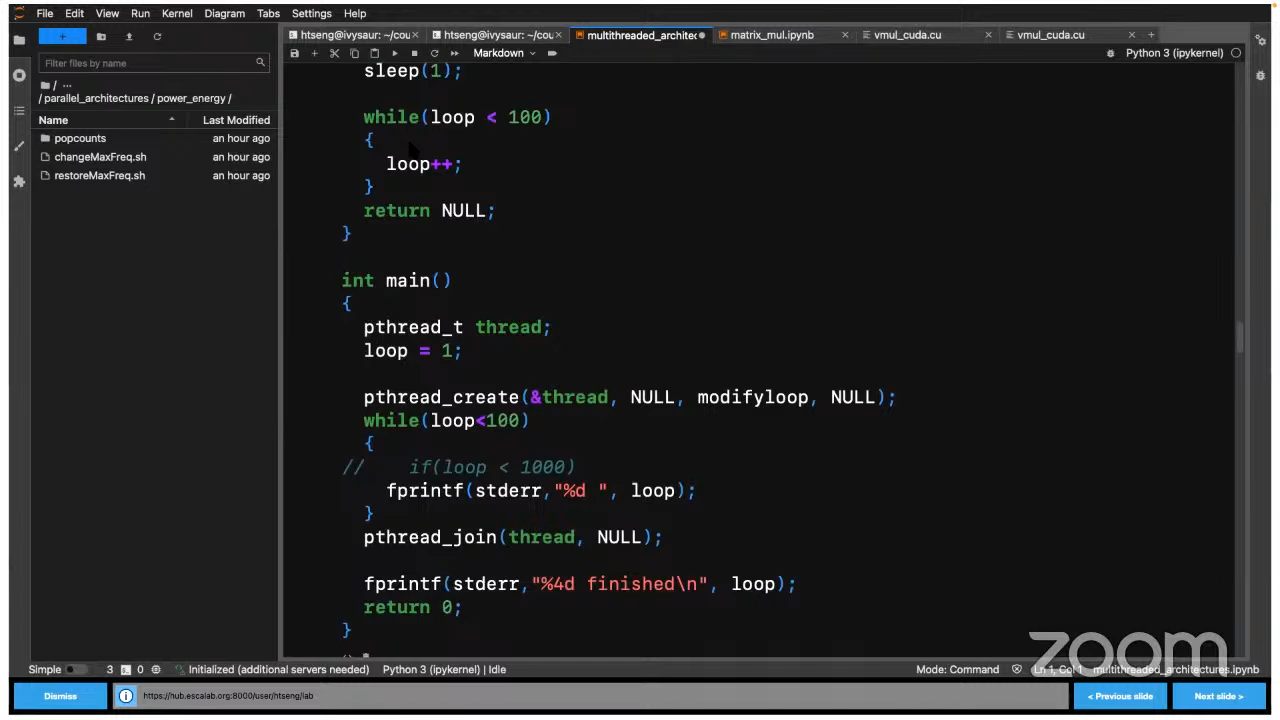 File Edit View Run Kernel Diagram Tabs Settings Help
htseng@ivysaur: ~/cou htseng@ivysaur: ~/cou multithreaded_architec matrix_mul.ipynb vmul_cuda.cu vmul_cuda.cu
Markdown Python 3 (ipykernel)
Filter files by name
/ ...
/ parallel_architectures / power_energy /
Name Last Modified
popcounts an hour ago
changeMaxFreq.sh an hour ago
restoreMaxFreq.sh an hour ago
sleep(1);
while(loop < 100)
{
loop++;
}
return NULL;
}
int main()
{
pthread_t thread;
loop = 1;
pthread_create(&thread, NULL, modifyloop, NULL);
while(loop<100)
{
// if(loop < 1000)
fprintf(stderr,"%d ", loop);
}
pthread_join(thread, NULL);
fprintf(stderr,"%4d finished\n", loop);
return 0;
}
Simple 3 0 Initialized (additional servers needed) Python 3 (ipykernel) | Idle Mode: Command Ln 1, Col 1 multithreaded_architectures.ipynb
zoom
Dismiss https://hub.escalab.org:8000/user/htseng/lab < Previous slide Next slide >